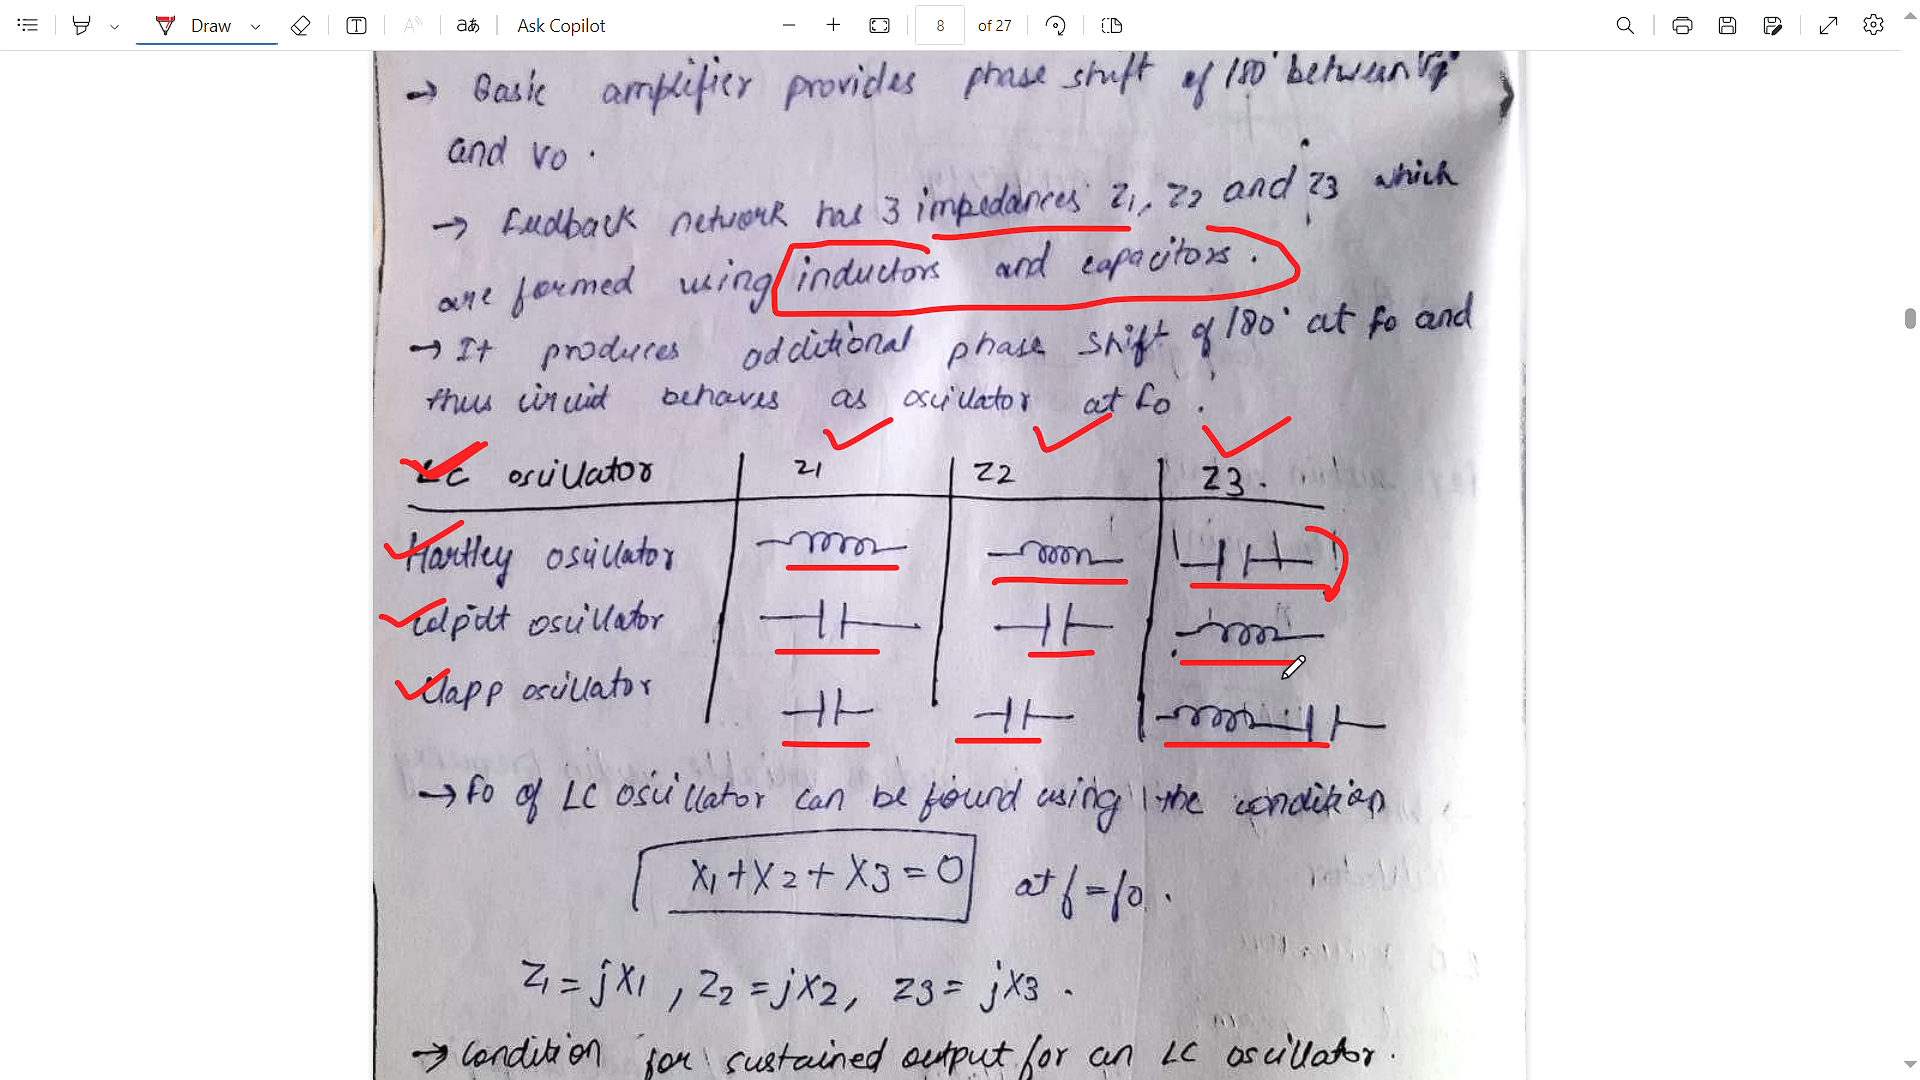 Draw
T
aあ
Ask Copilot
8 of 27
→ Basic amplifier provides phase shift of 180° between Vi
and vo.
→ feedback network has 3 impedances Z1, Z2 and Z3 which
are formed using inductors and capacitors.
→ It produces additional phase shift of 180° at fo and
thus circuit behaves as oscillator at fo.
LC oscillator Z1 Z2 Z3.
Hartley oscillator
Colpitt oscillator
Clapp oscillator
→ fo of LC oscillator can be found using the condition
X1+X2+X3=0 at f=fo.
Z1=jX1, Z2=jX2, Z3=jX3.
→ condition for sustained output for an LC oscillator.